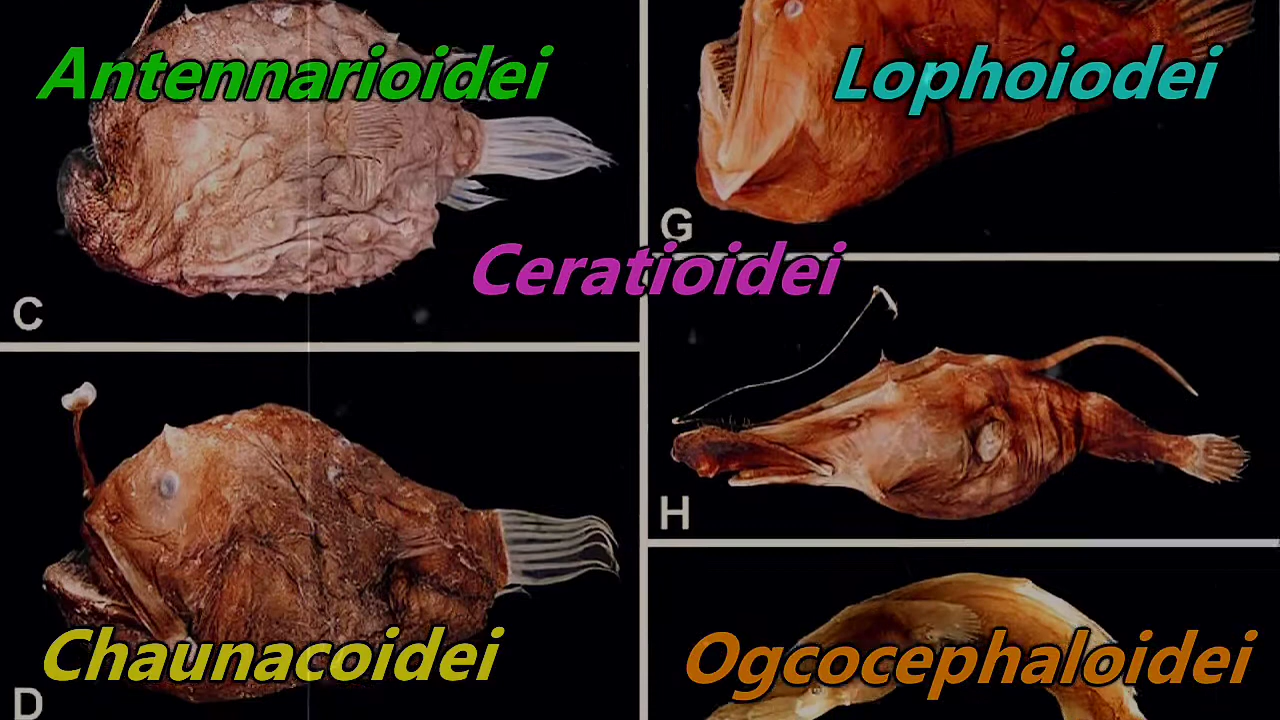 Antennarioidei
Lophoiodei
G
Ceratioidei
C
H
Chaunacoidei
Ogcocephaloidei
D